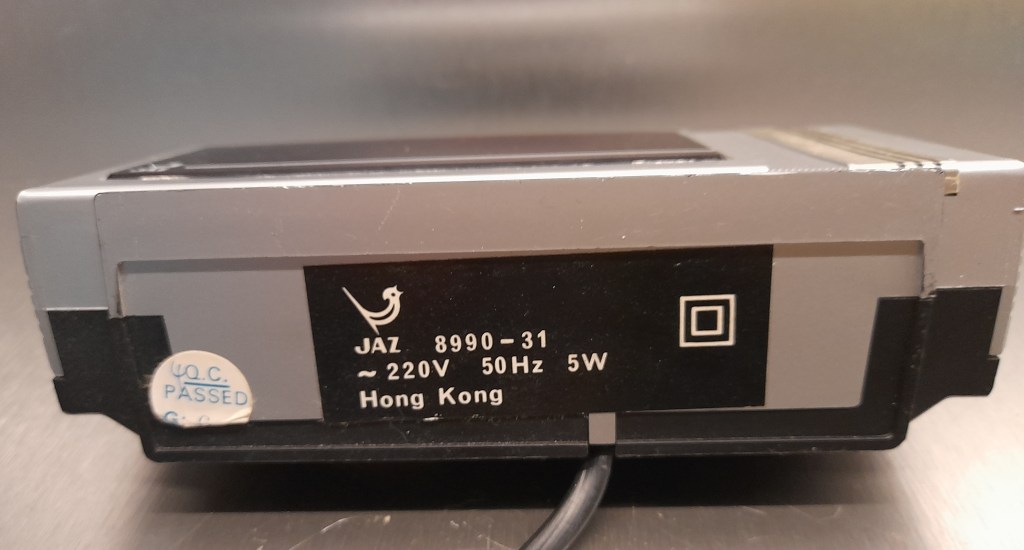 JAZ 8990-31
~ 220V 50Hz 5W
Hong Kong
Q.C.
PASSED